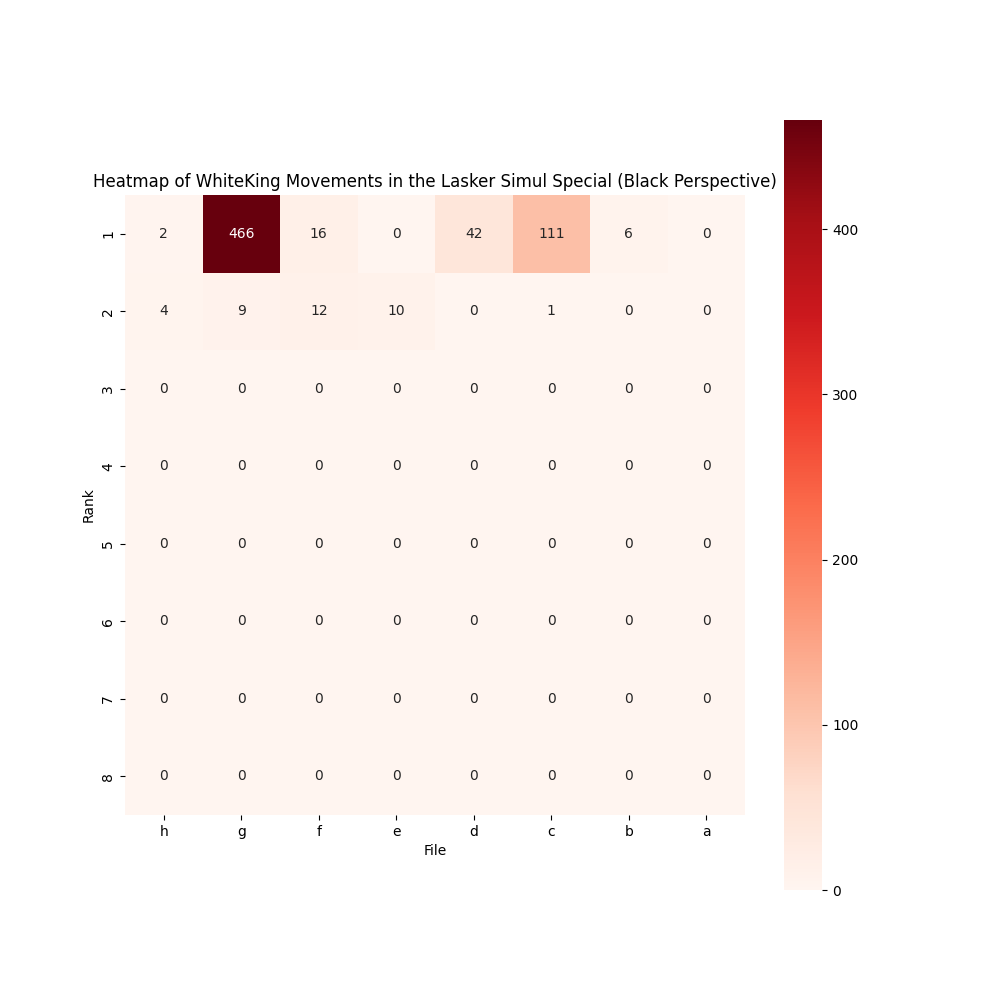 Heatmap of WhiteKing Movements in the Lasker Simul Special (Black Perspective)
1 2 466 16 0 42 111 6 0
2 4 9 12 10 0 1 0 0
3 0 0 0 0 0 0 0 0
4 0 0 0 0 0 0 0 0
5 0 0 0 0 0 0 0 0
6 0 0 0 0 0 0 0 0
7 0 0 0 0 0 0 0 0
8 0 0 0 0 0 0 0 0
h g f e d c b a
File
Rank
400
300
200
100
0